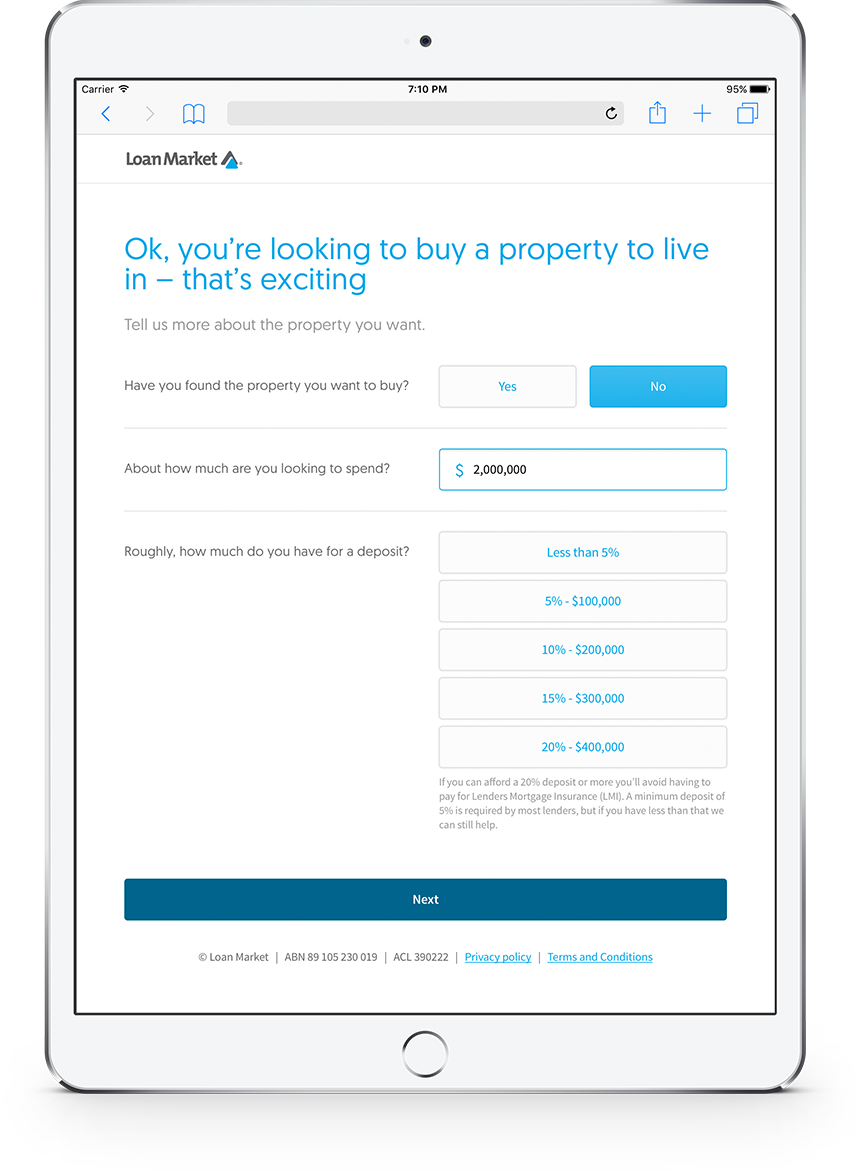 Carrier 7:10 PM 95%
Loan Market
Ok, you’re looking to buy a property to live
in – that’s exciting
Tell us more about the property you want.
Have you found the property you want to buy? Yes No
About how much are you looking to spend? $ 2,000,000
Roughly, how much do you have for a deposit? Less than 5%
5% - $100,000
10% - $200,000
15% - $300,000
20% - $400,000
If you can afford a 20% deposit or more you’ll avoid having to
pay for Lenders Mortgage Insurance (LMI). A minimum deposit of
5% is required by most lenders, but if you have less than that we
can still help.
Next
© Loan Market | ABN 89 105 230 019 | ACL 390222 | Privacy policy | Terms and Conditions